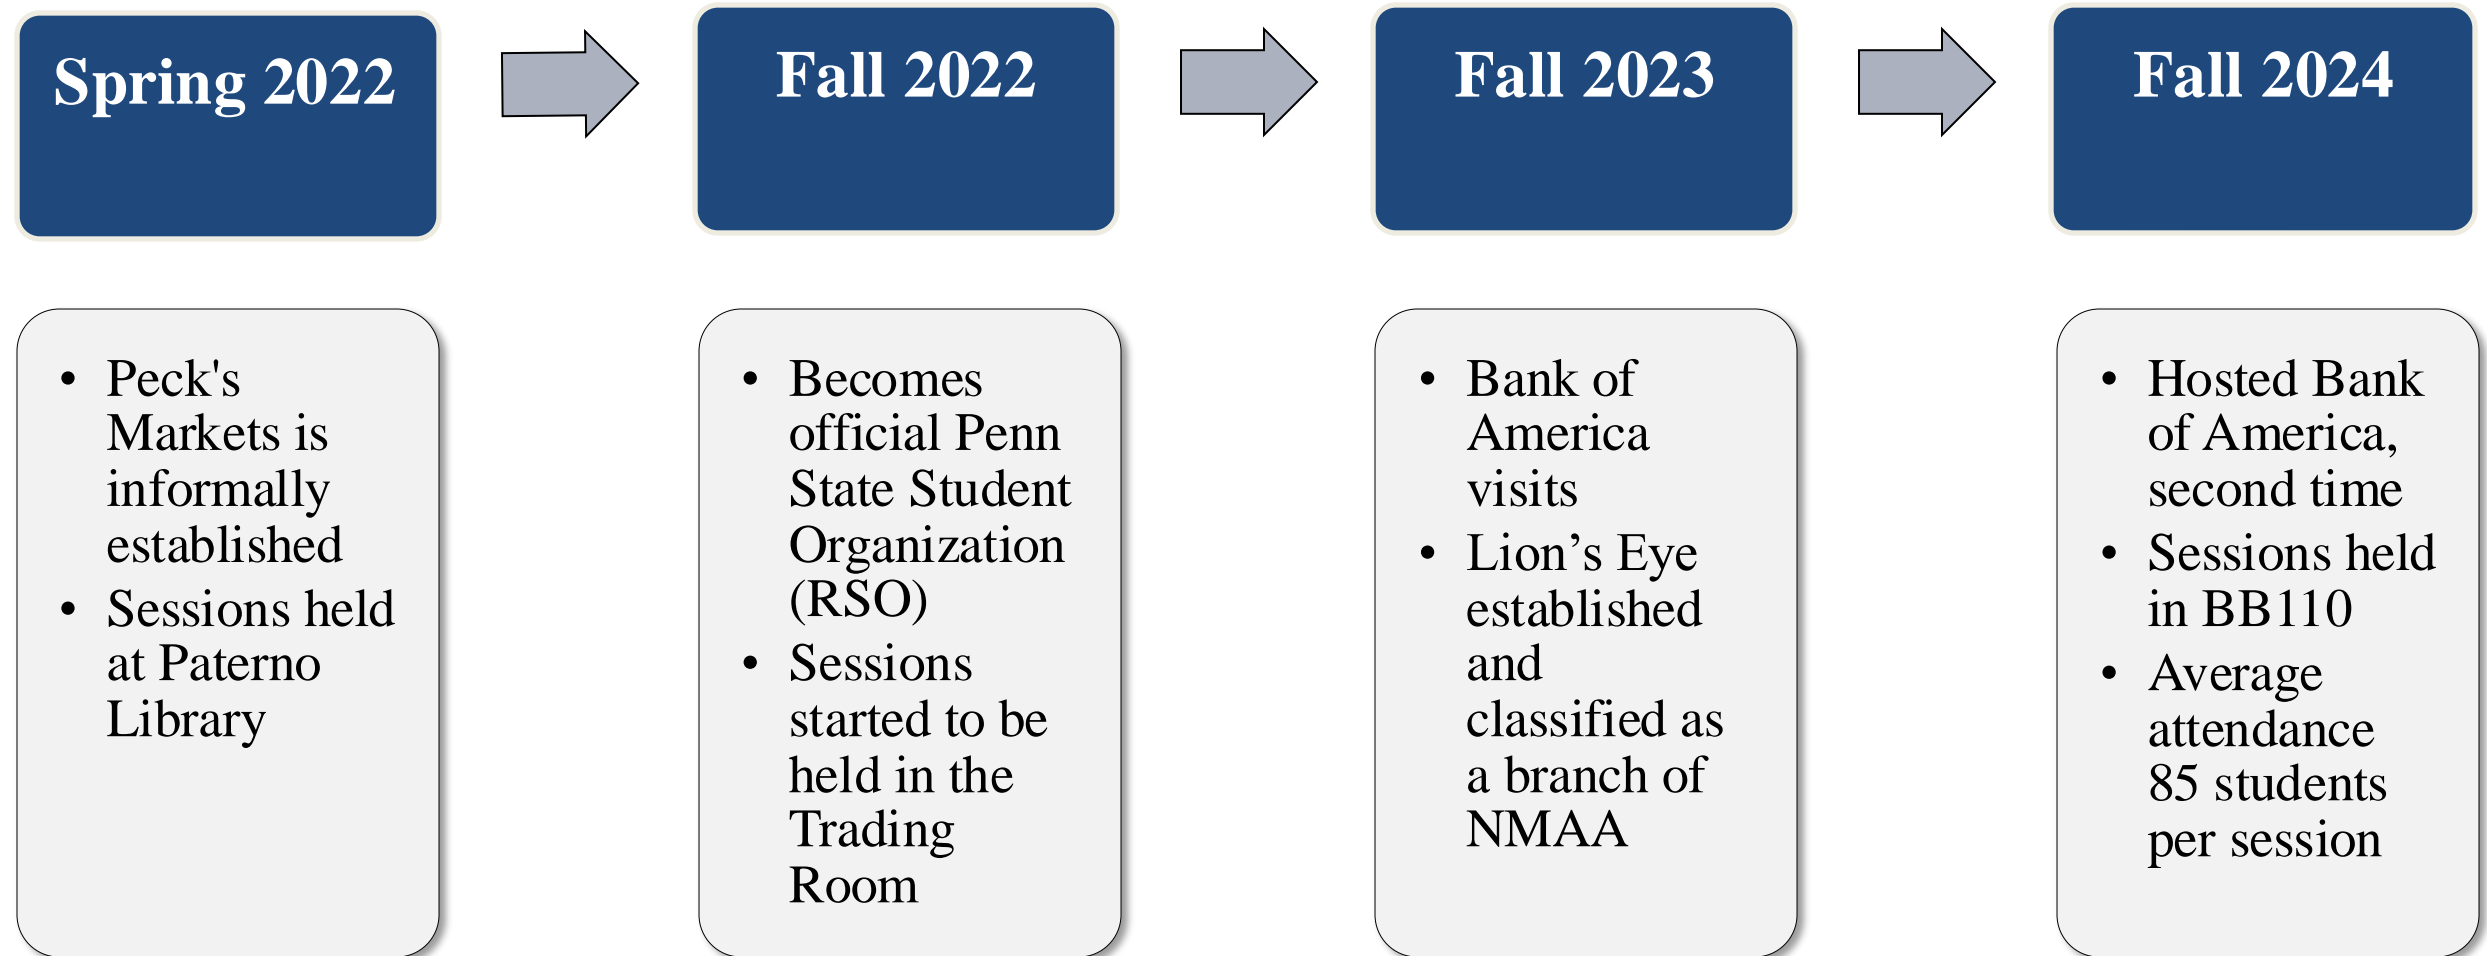 Spring 2022
Fall 2022
Fall 2023
Fall 2024
• Peck's
Markets is
informally
established
• Sessions held
at Paterno
Library
• Becomes
official Penn
State Student
Organization
(RSO)
• Sessions
started to be
held in the
Trading
Room
• Bank of
America
visits
• Lion’s Eye
established
and
classified as
a branch of
NMAA
• Hosted Bank
of America,
second time
• Sessions held
in BB110
• Average
attendance
85 students
per session